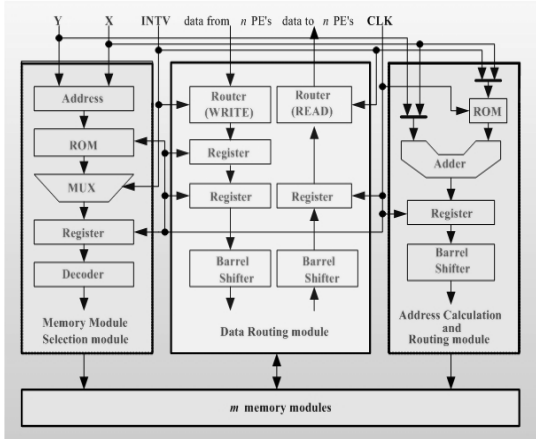 Y X INTV data from n PE's data to n PE's CLK
Address
ROM
MUX
Register
Decoder
Memory Module
Selection module
Router
(WRITE)
Register
Register
Barrel
Shifter
Router
(READ)
Register
Barrel
Shifter
Data Routing module
ROM
Adder
Register
Barrel
Shifter
Address Calculation
and
Routing module
m memory modules